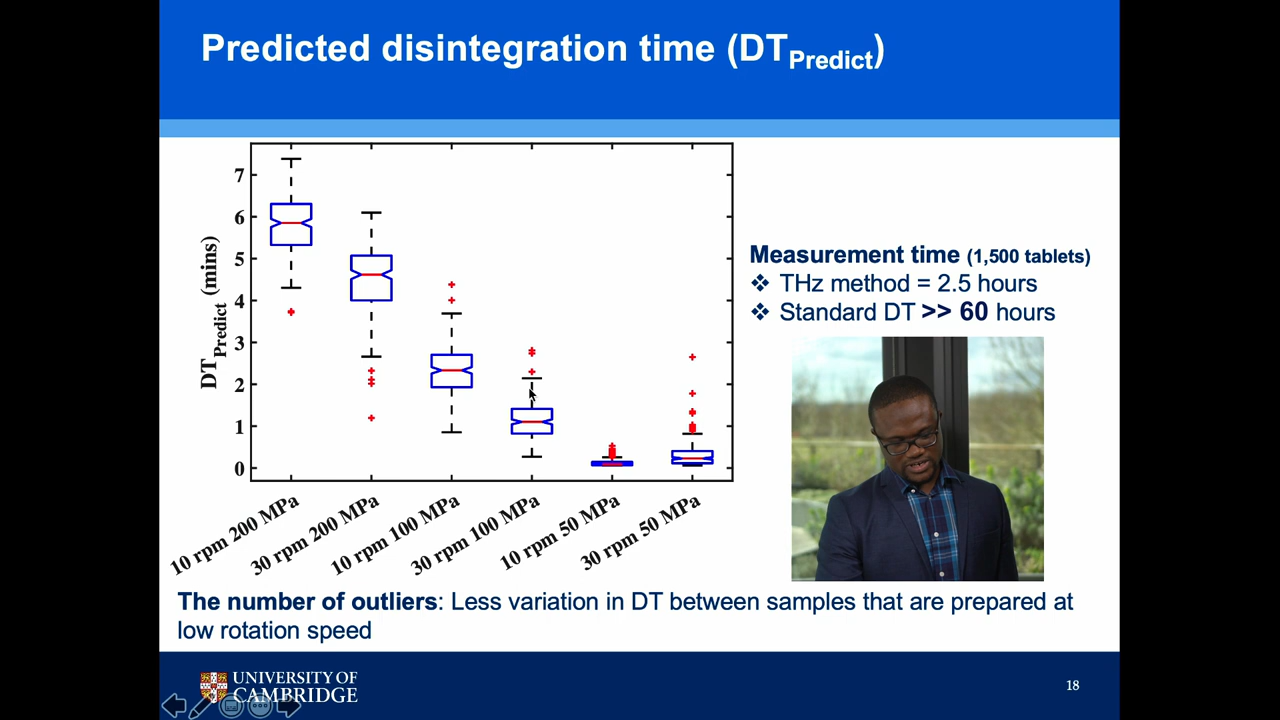 Predicted disintegration time (DTPredict)
7
6
5
4
3
2
1
0
DTPredict (mins)
10 rpm 200 MPa
30 rpm 200 MPa
10 rpm 100 MPa
30 rpm 100 MPa
10 rpm 50 MPa
30 rpm 50 MPa
Measurement time (1,500 tablets)
❖ THz method = 2.5 hours
❖ Standard DT >> 60 hours
The number of outliers: Less variation in DT between samples that are prepared at
low rotation speed
UNIVERSITY OF
CAMBRIDGE
18